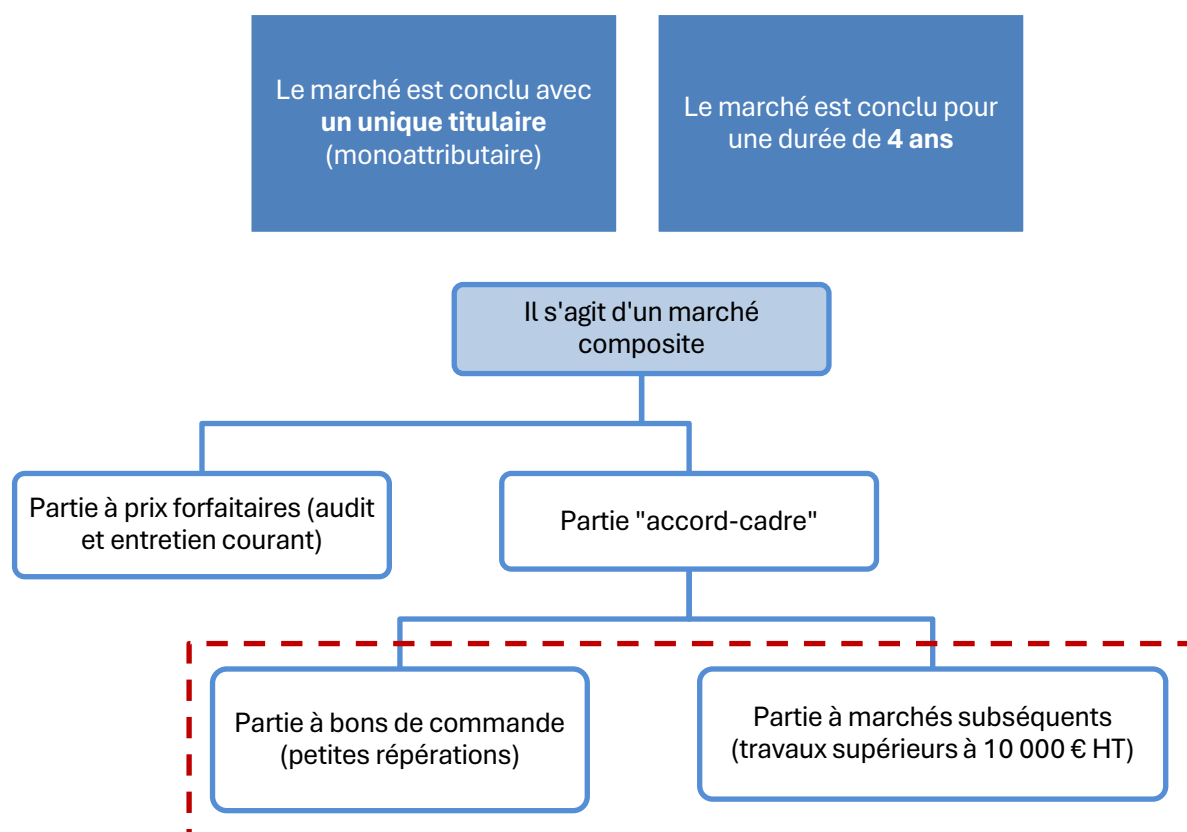 Le marché est conclu avec
un unique titulaire
(monoattributaire)
Le marché est conclu pour
une durée de 4 ans
Il s'agit d'un marché
composite
Partie à prix forfaitaires (audit
et entretien courant)
Partie "accord-cadre"
Partie à bons de commande
(petites répérations)
Partie à marchés subséquents
(travaux supérieurs à 10 000 € HT)